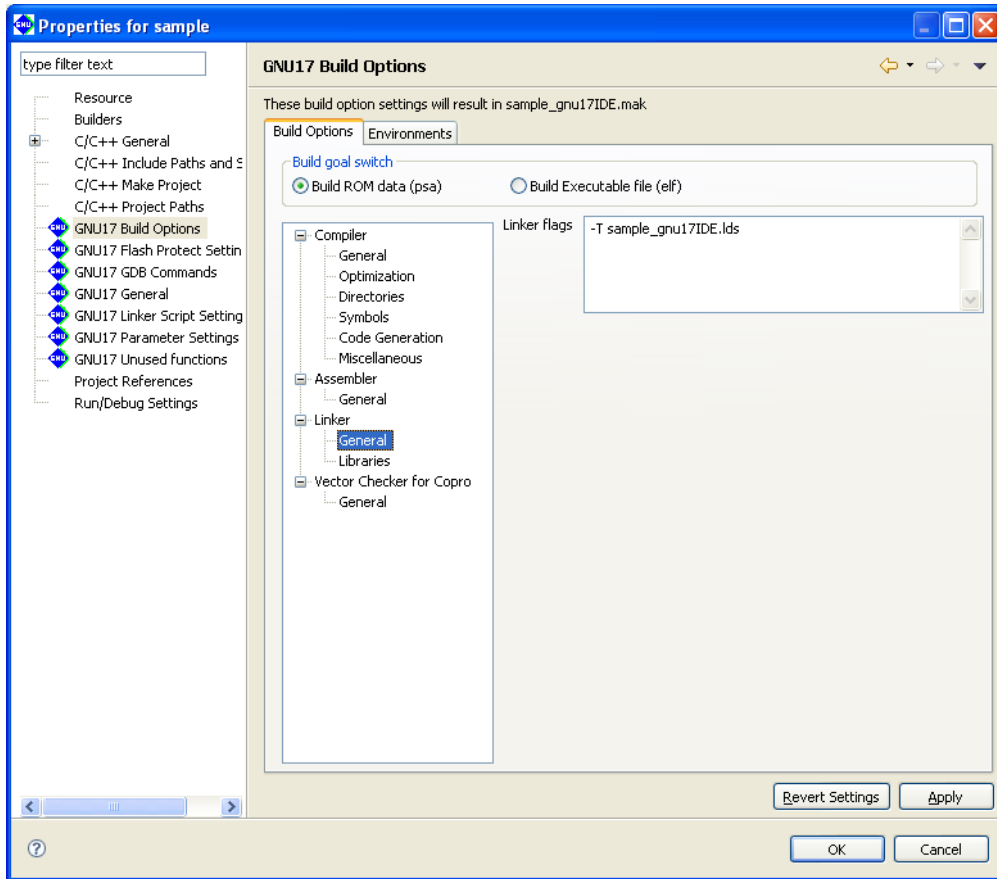 Properties for sample
type filter text
Resource
Builders
C/C++ General
C/C++ Include Paths and S
C/C++ Make Project
C/C++ Project Paths
GNU17 Build Options
GNU17 Flash Protect Settin
GNU17 GDB Commands
GNU17 General
GNU17 Linker Script Setting
GNU17 Parameter Settings
GNU17 Unused functions
Project References
Run/Debug Settings
GNU17 Build Options
These build option settings will result in sample_gnu17IDE.mak
Build Options Environments
Build goal switch
Build ROM data (psa) Build Executable file (elf)
Compiler
General
Optimization
Directories
Symbols
Code Generation
Miscellaneous
Assembler
General
Linker
General
Libraries
Vector Checker for Copro
General
Linker flags -T sample_gnu17IDE.lds
Revert Settings Apply
OK Cancel